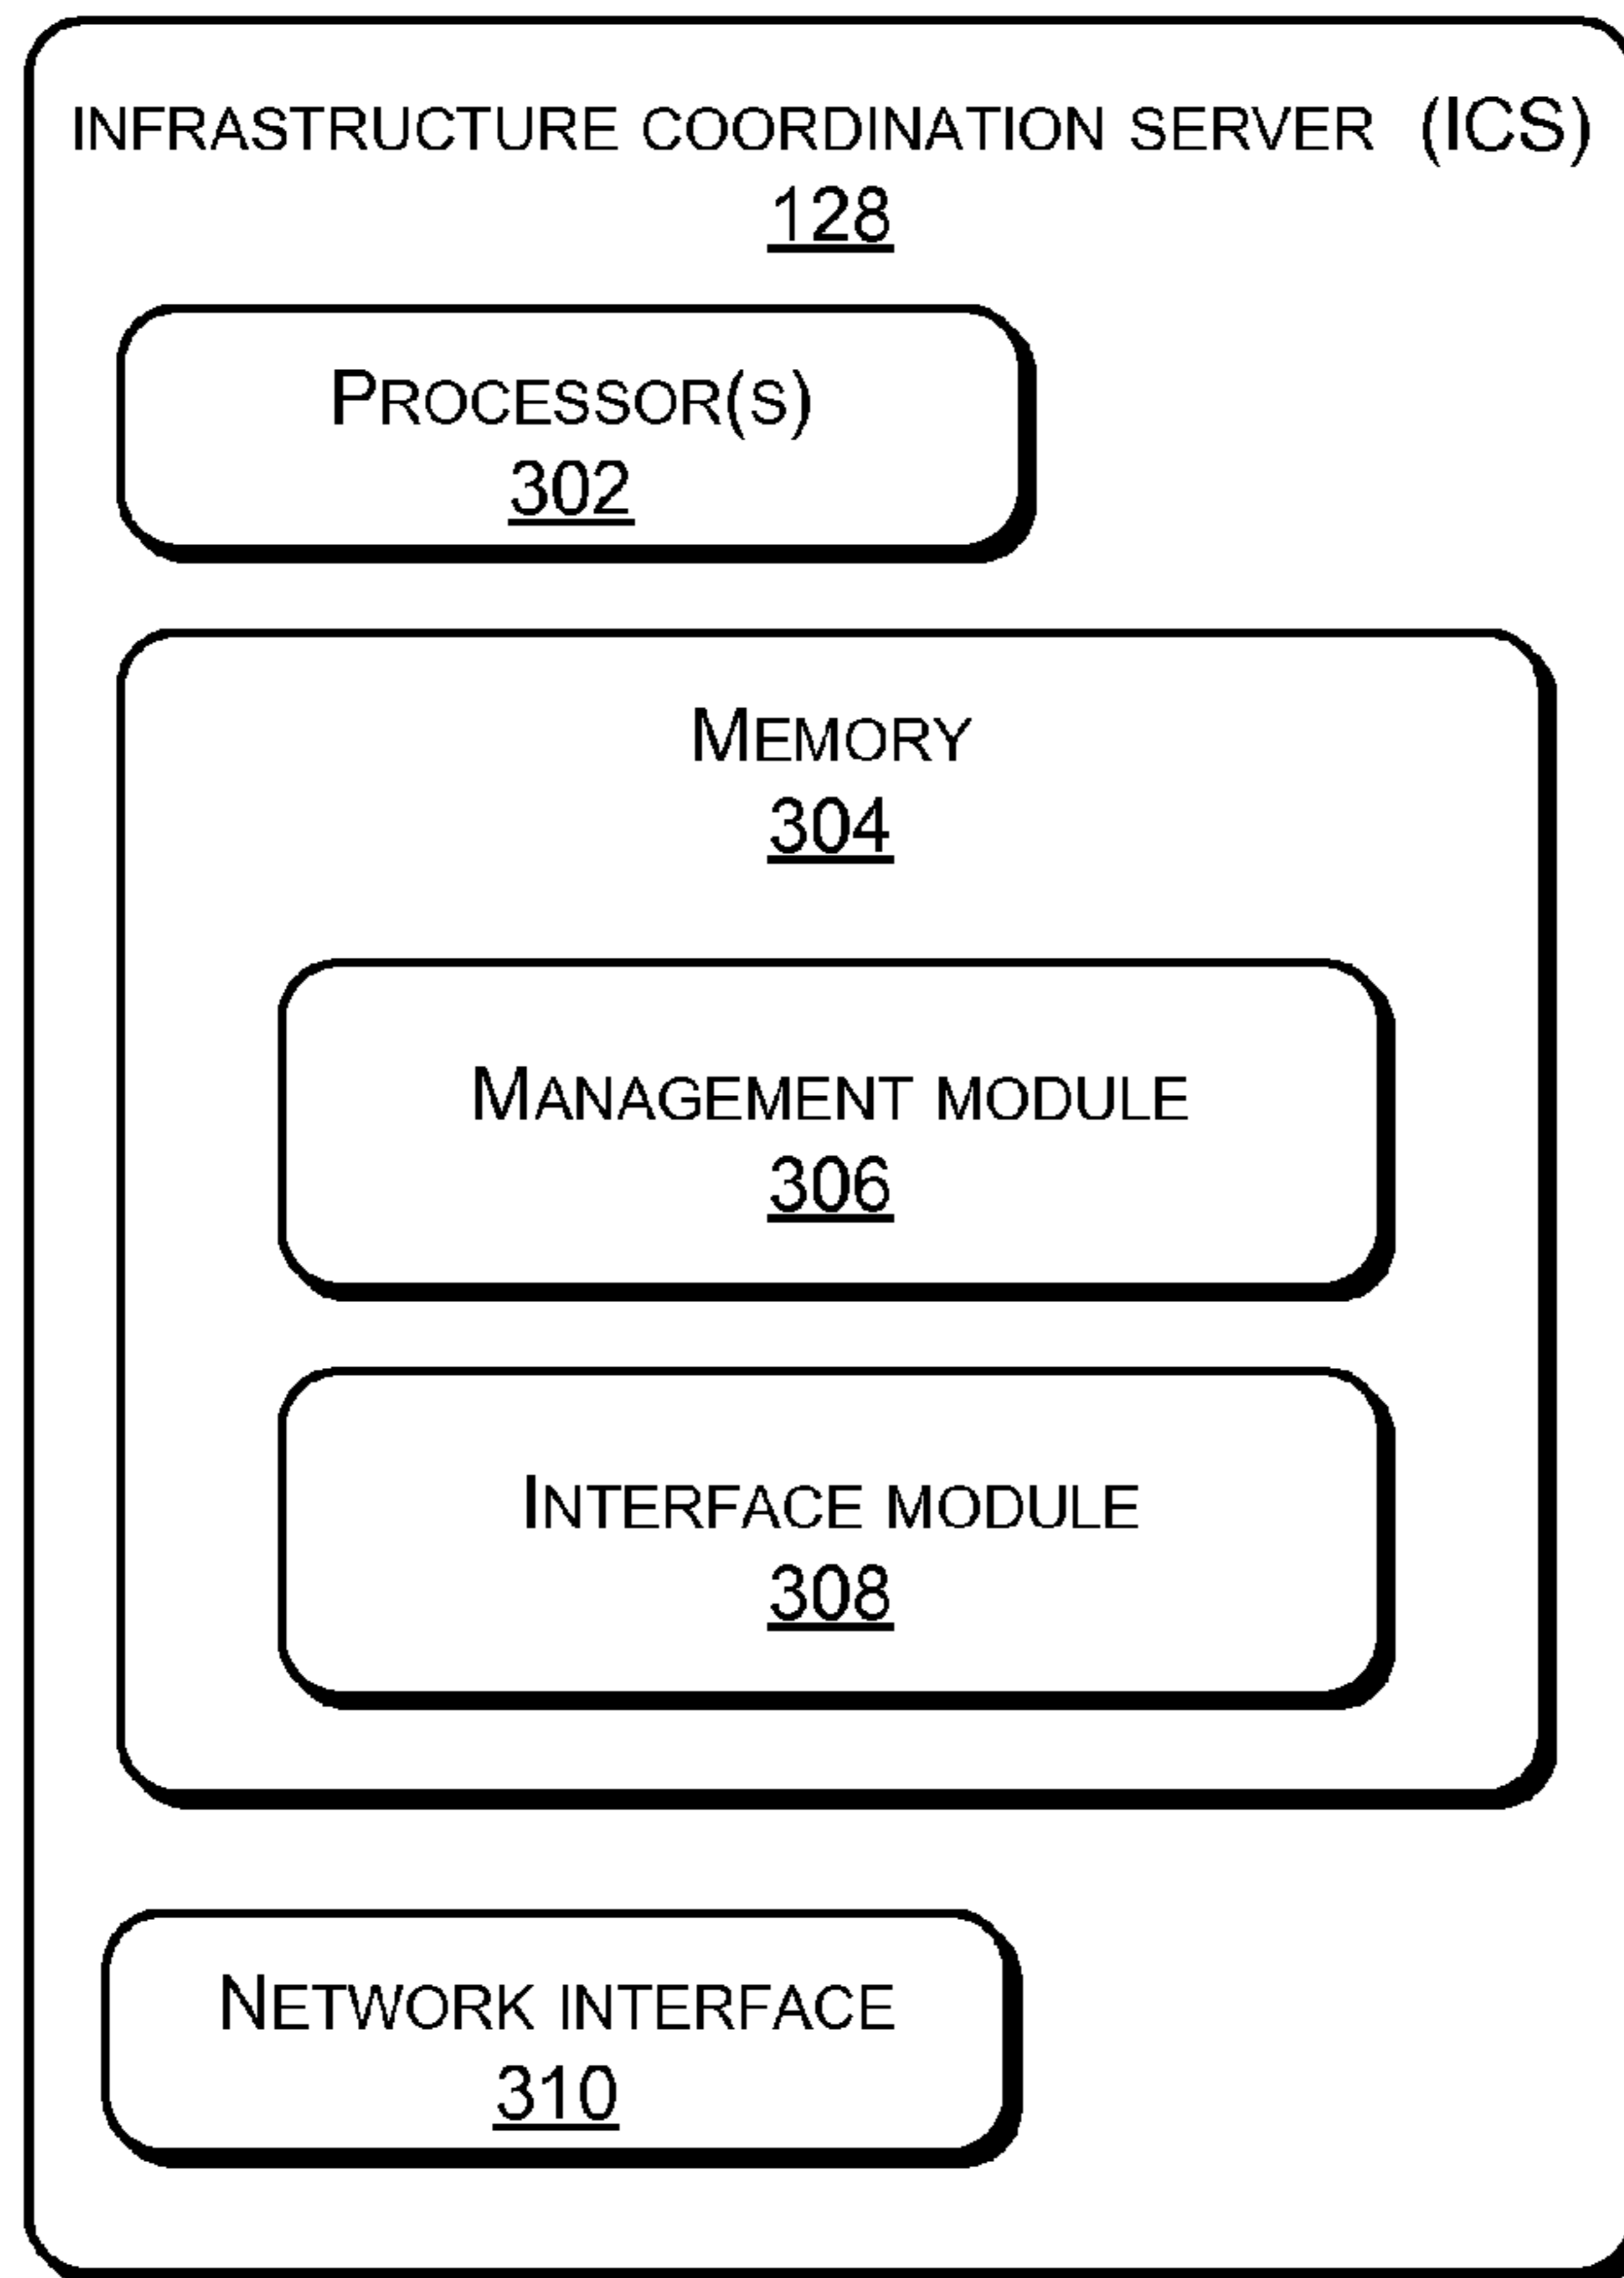 INFRASTRUCTURE COORDINATION SERVER (ICS)
128
PROCESSOR(S)
302
MEMORY
304
MANAGEMENT MODULE
306
INTERFACE MODULE
308
NETWORK INTERFACE
310